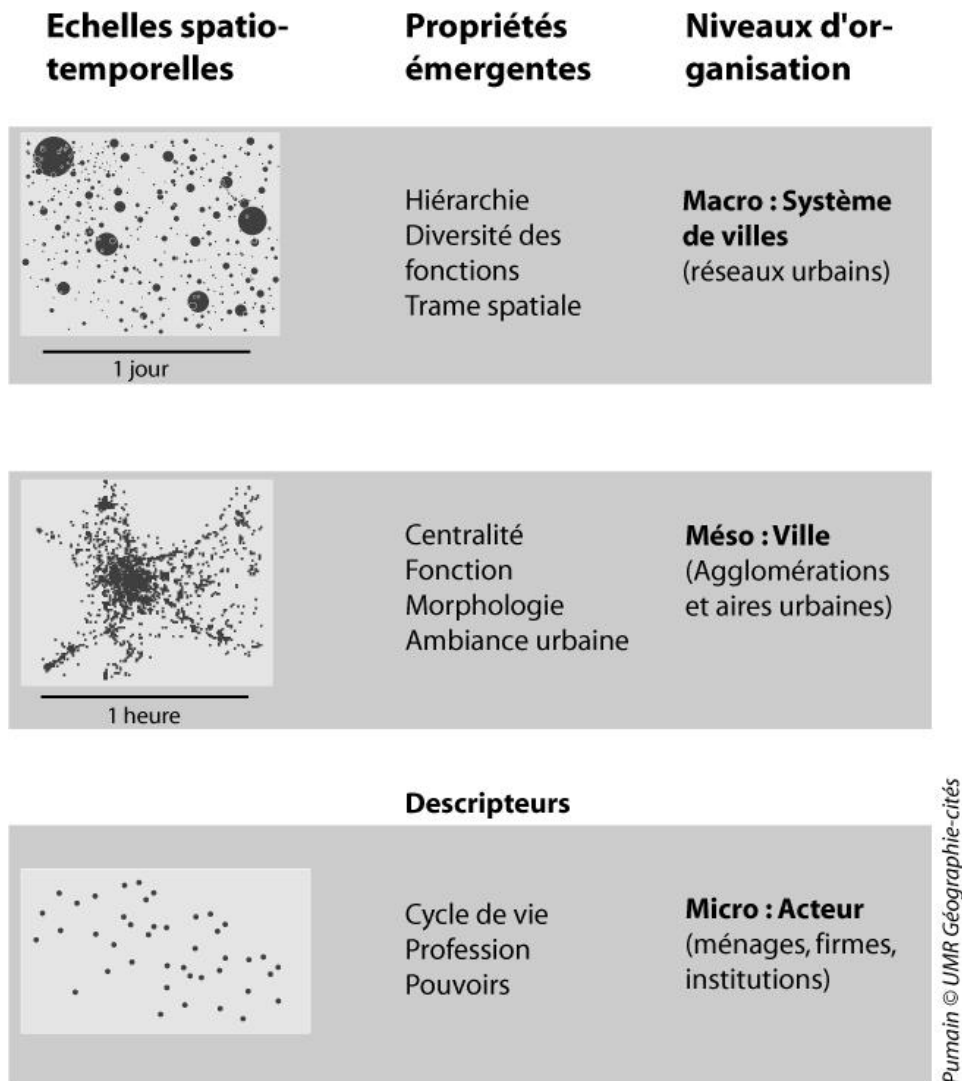 Echelles spatio-
temporelles
Propriétés
émergentes
Niveaux d'or-
ganisation
1 jour
Hiérarchie
Diversité des
fonctions
Trame spatiale
Macro : Système
de villes
(réseaux urbains)
1 heure
Centralité
Fonction
Morphologie
Ambiance urbaine
Méso : Ville
(Agglomérations
et aires urbaines)
Descripteurs
Cycle de vie
Profession
Pouvoirs
Micro : Acteur
(ménages, firmes,
institutions)
Pumain © UMR Géographie-cités